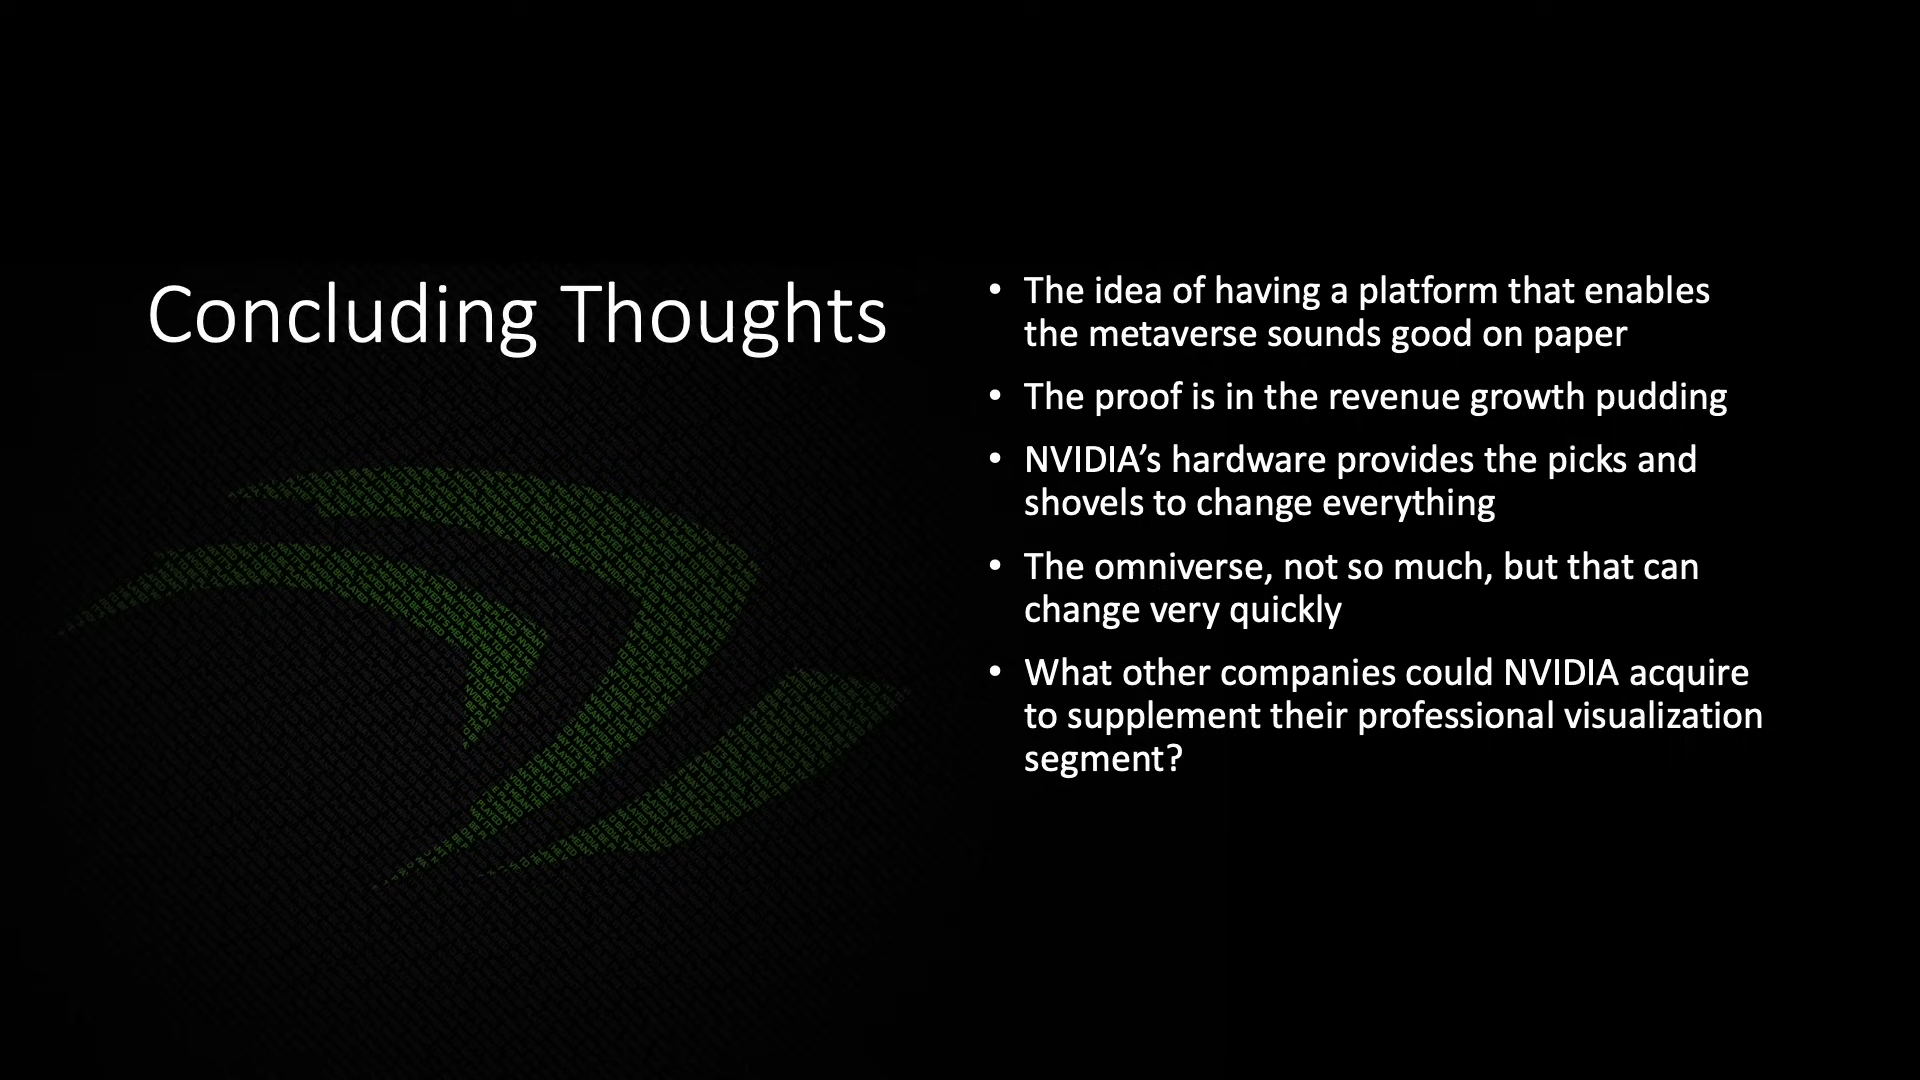 Concluding Thoughts
• The idea of having a platform that enables
the metaverse sounds good on paper
• The proof is in the revenue growth pudding
• NVIDIA’s hardware provides the picks and
shovels to change everything
• The omniverse, not so much, but that can
change very quickly
• What other companies could NVIDIA acquire
to supplement their professional visualization
segment?